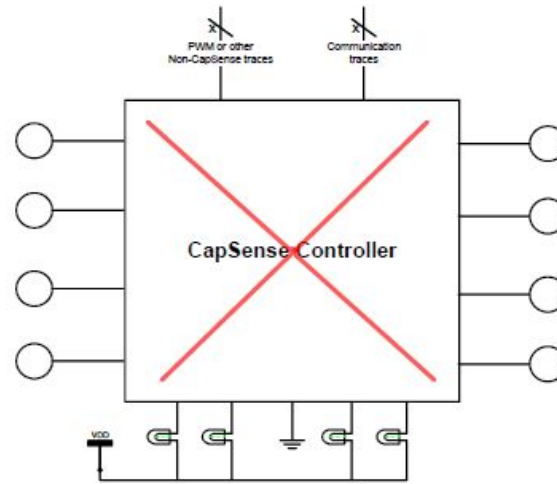 X
X
PWM or other
Non-CapSense traces
Communication
traces
CapSense Controller
VDD